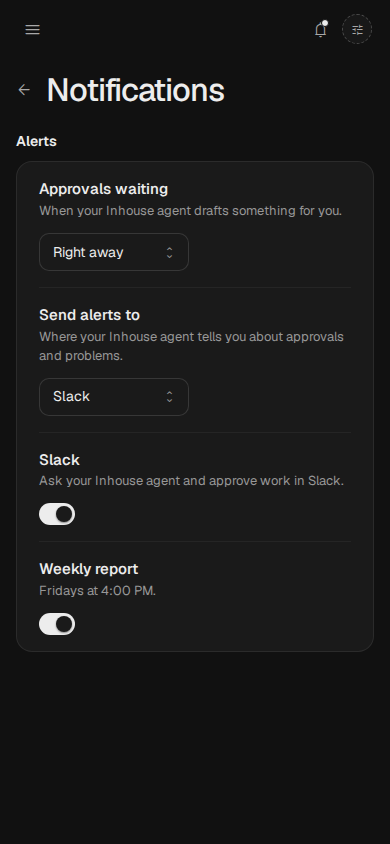 Notifications
Alerts
Approvals waiting
When your Inhouse agent drafts something for you.
Right away
Send alerts to
Where your Inhouse agent tells you about approvals
and problems.
Slack
Slack
Ask your Inhouse agent and approve work in Slack.
Weekly report
Fridays at 4:00 PM.